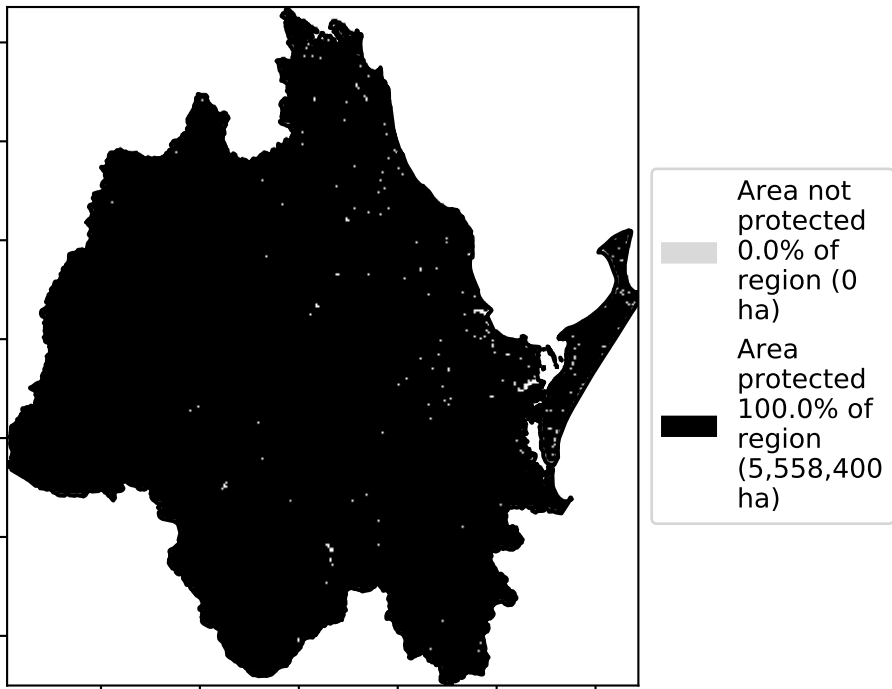 Area not
protected
0.0% of
region (0
ha)
Area
protected
100.0% of
region
(5,558,400
ha)